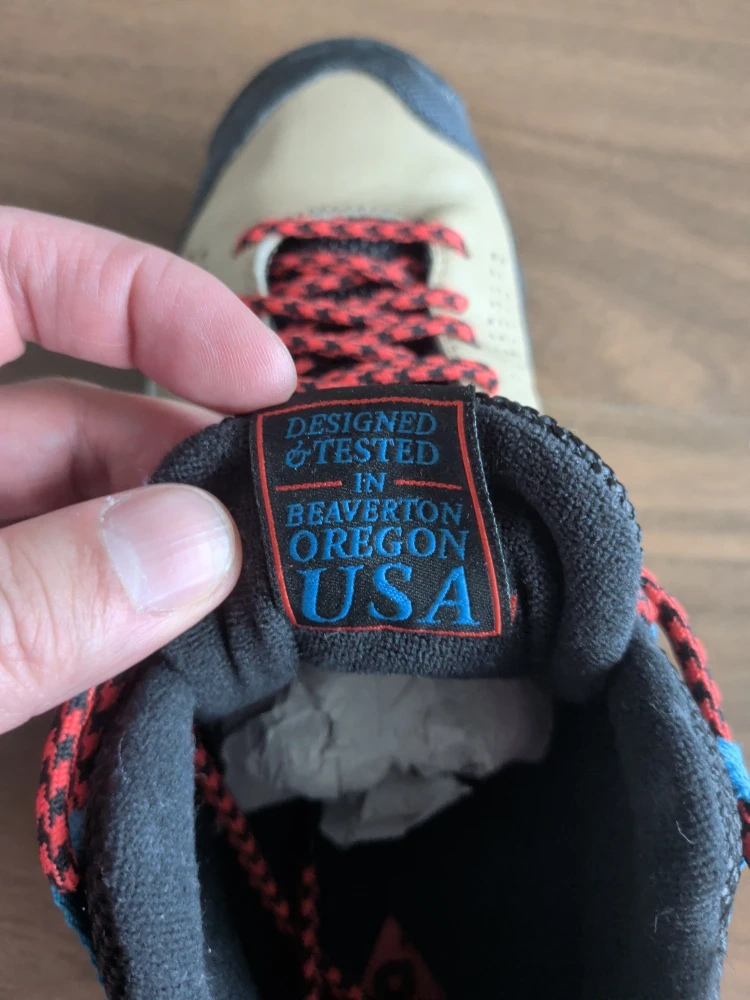 DESIGNED
& TESTED
IN
BEAVERTON
OREGON
USA